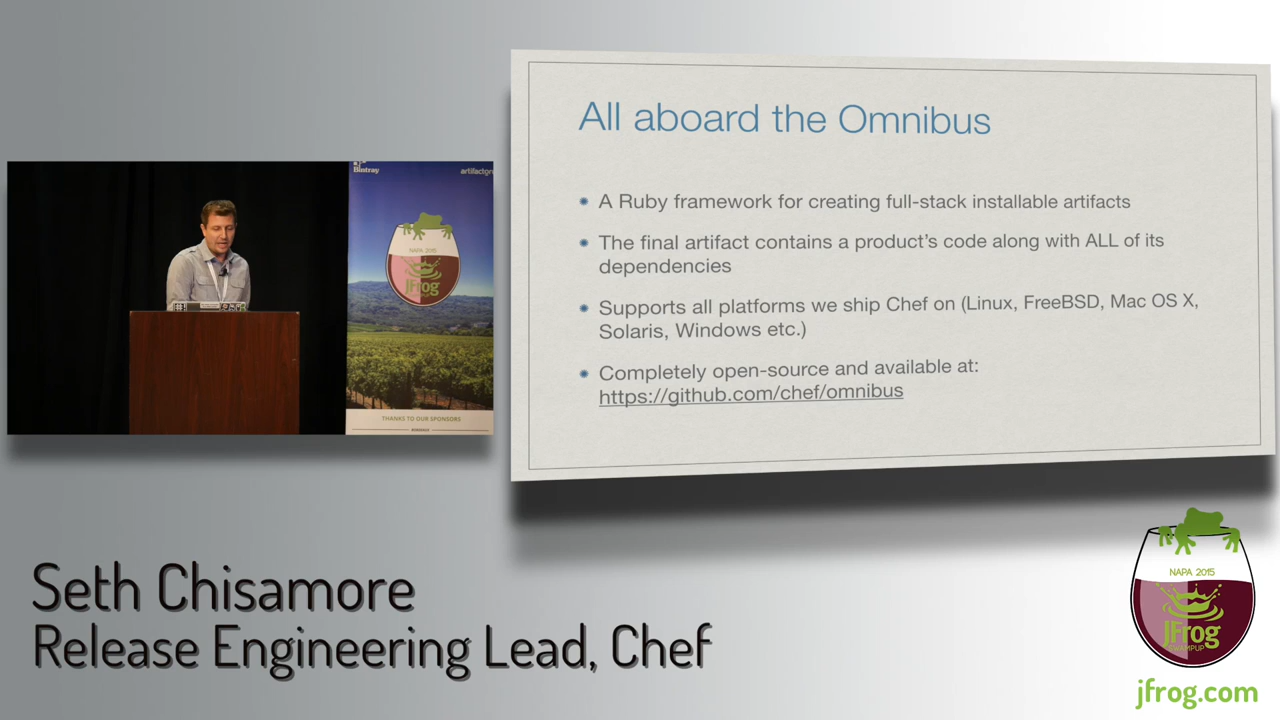 All aboard the Omnibus
A Ruby framework for creating full-stack installable artifacts
The final artifact contains a product's code along with ALL of its
dependencies
Supports all platforms we ship Chef on (Linux, FreeBSD, Mac OS X,
Solaris, Windows etc.)
Completely open-source and available at:
https://github.com/chef/omnibus
Bintray
artifactory
NAPA 2015
jFrog
THANKS TO OUR SPONSORS
Seth Chisamore
Release Engineering Lead, Chef
NAPA 2015
jFrog
SWAMPUP
jfrog.com